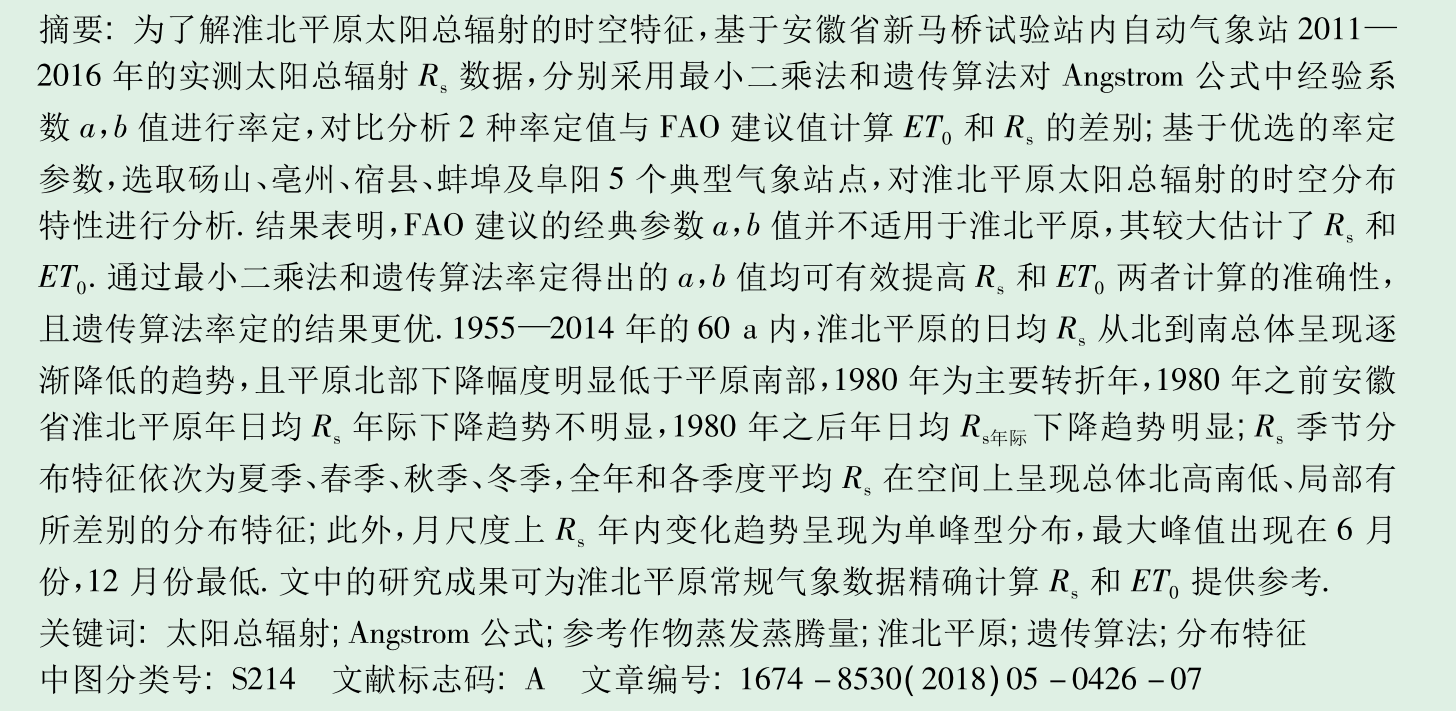 摘要: 为了解淮北平原太阳总辐射的时空特征,基于安徽省新马桥试验站内自动气象站 2011—
2016 年的实测太阳总辐射 Rs 数据,分别采用最小二乘法和遗传算法对 Angstrom 公式中经验系
数 a,b 值进行率定,对比分析 2 种率定值与 FAO 建议值计算 ET0 和 Rs 的差别; 基于优选的率定
参数,选取砀山、亳州、宿县、蚌埠及阜阳 5 个典型气象站点,对淮北平原太阳总辐射的时空分布
特性进行分析. 结果表明,FAO 建议的经典参数 a,b 值并不适用于淮北平原,其较大估计了 Rs 和
ET0. 通过最小二乘法和遗传算法率定得出的 a,b 值均可有效提高 Rs 和 ET0 两者计算的准确性,
且遗传算法率定的结果更优. 1955—2014 年的 60 a 内,淮北平原的日均 Rs 从北到南总体呈现逐
渐降低的趋势,且平原北部下降幅度明显低于平原南部,1980 年为主要转折年,1980 年之前安徽
省淮北平原年日均 Rs 年际下降趋势不明显,1980 年之后年日均 Rs年际 下降趋势明显; Rs 季节分
布特征依次为夏季、春季、秋季、冬季,全年和各季度平均 Rs 在空间上呈现总体北高南低、局部有
所差别的分布特征; 此外,月尺度上 Rs 年内变化趋势呈现为单峰型分布,最大峰值出现在 6 月
份,12 月份最低. 文中的研究成果可为淮北平原常规气象数据精确计算 Rs 和 ET0 提供参考.
关键词: 太阳总辐射; Angstrom 公式; 参考作物蒸发蒸腾量; 淮北平原; 遗传算法; 分布特征
中图分类号: S214 文献标志码: A 文章编号: 1674-8530(2018)05-0426-07